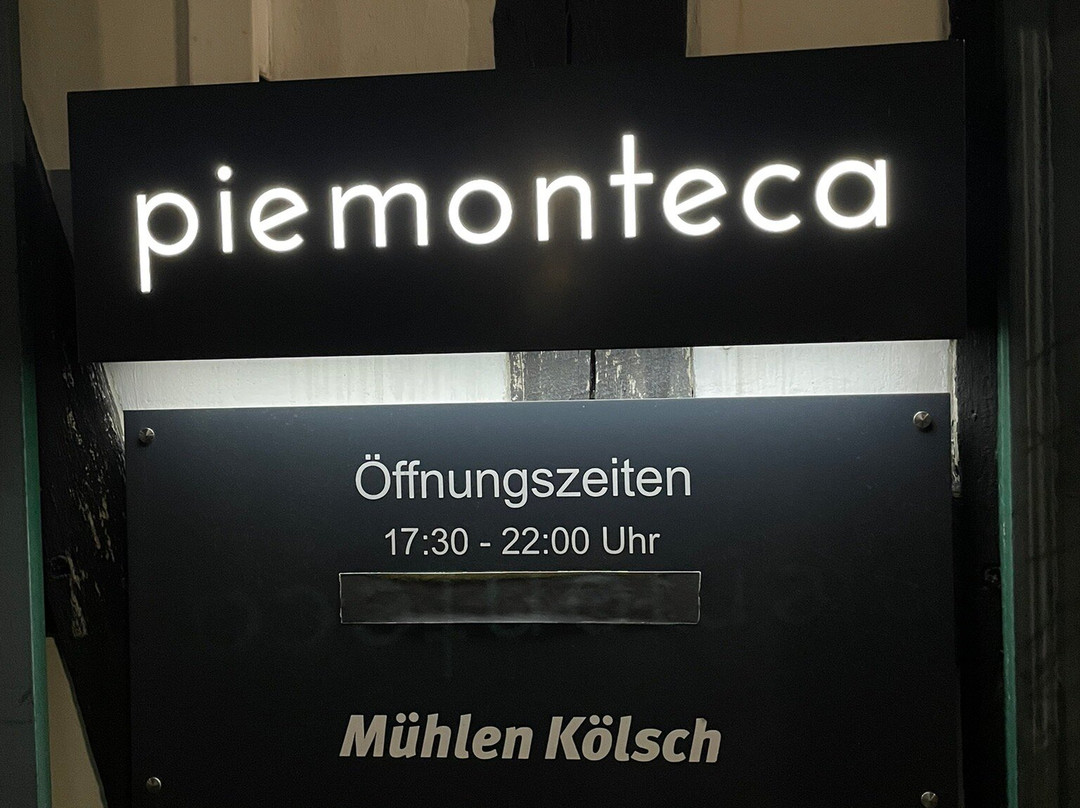 piemonteca
Öffnungszeiten
17:30 - 22:00 Uhr
Mühlen Kölsch